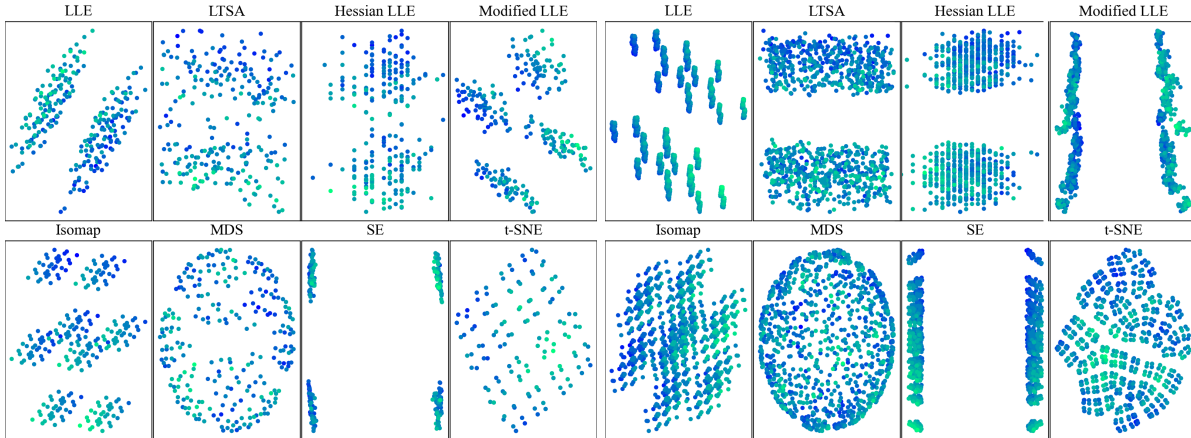 LLE LTSA Hessian LLE Modified LLE LLE LTSA Hessian LLE Modified LLE
Isomap MDS SE t-SNE Isomap MDS SE t-SNE